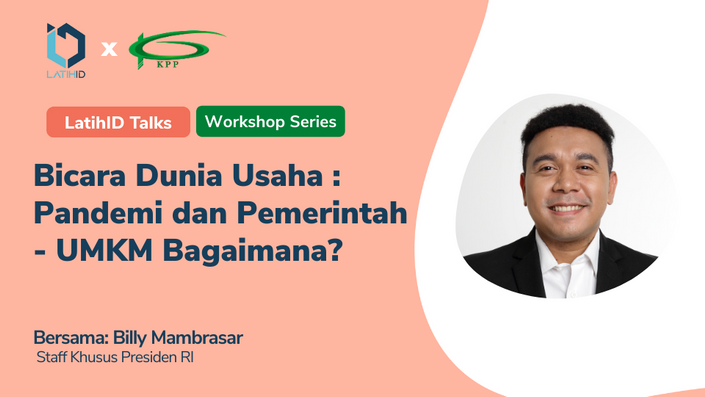 LATIHID
x
KPP
LatihID Talks
Workshop Series
Bicara Dunia Usaha :
Pandemi dan Pemerintah
- UMKM Bagaimana?
Bersama: Billy Mambrasar
Staff Khusus Presiden RI